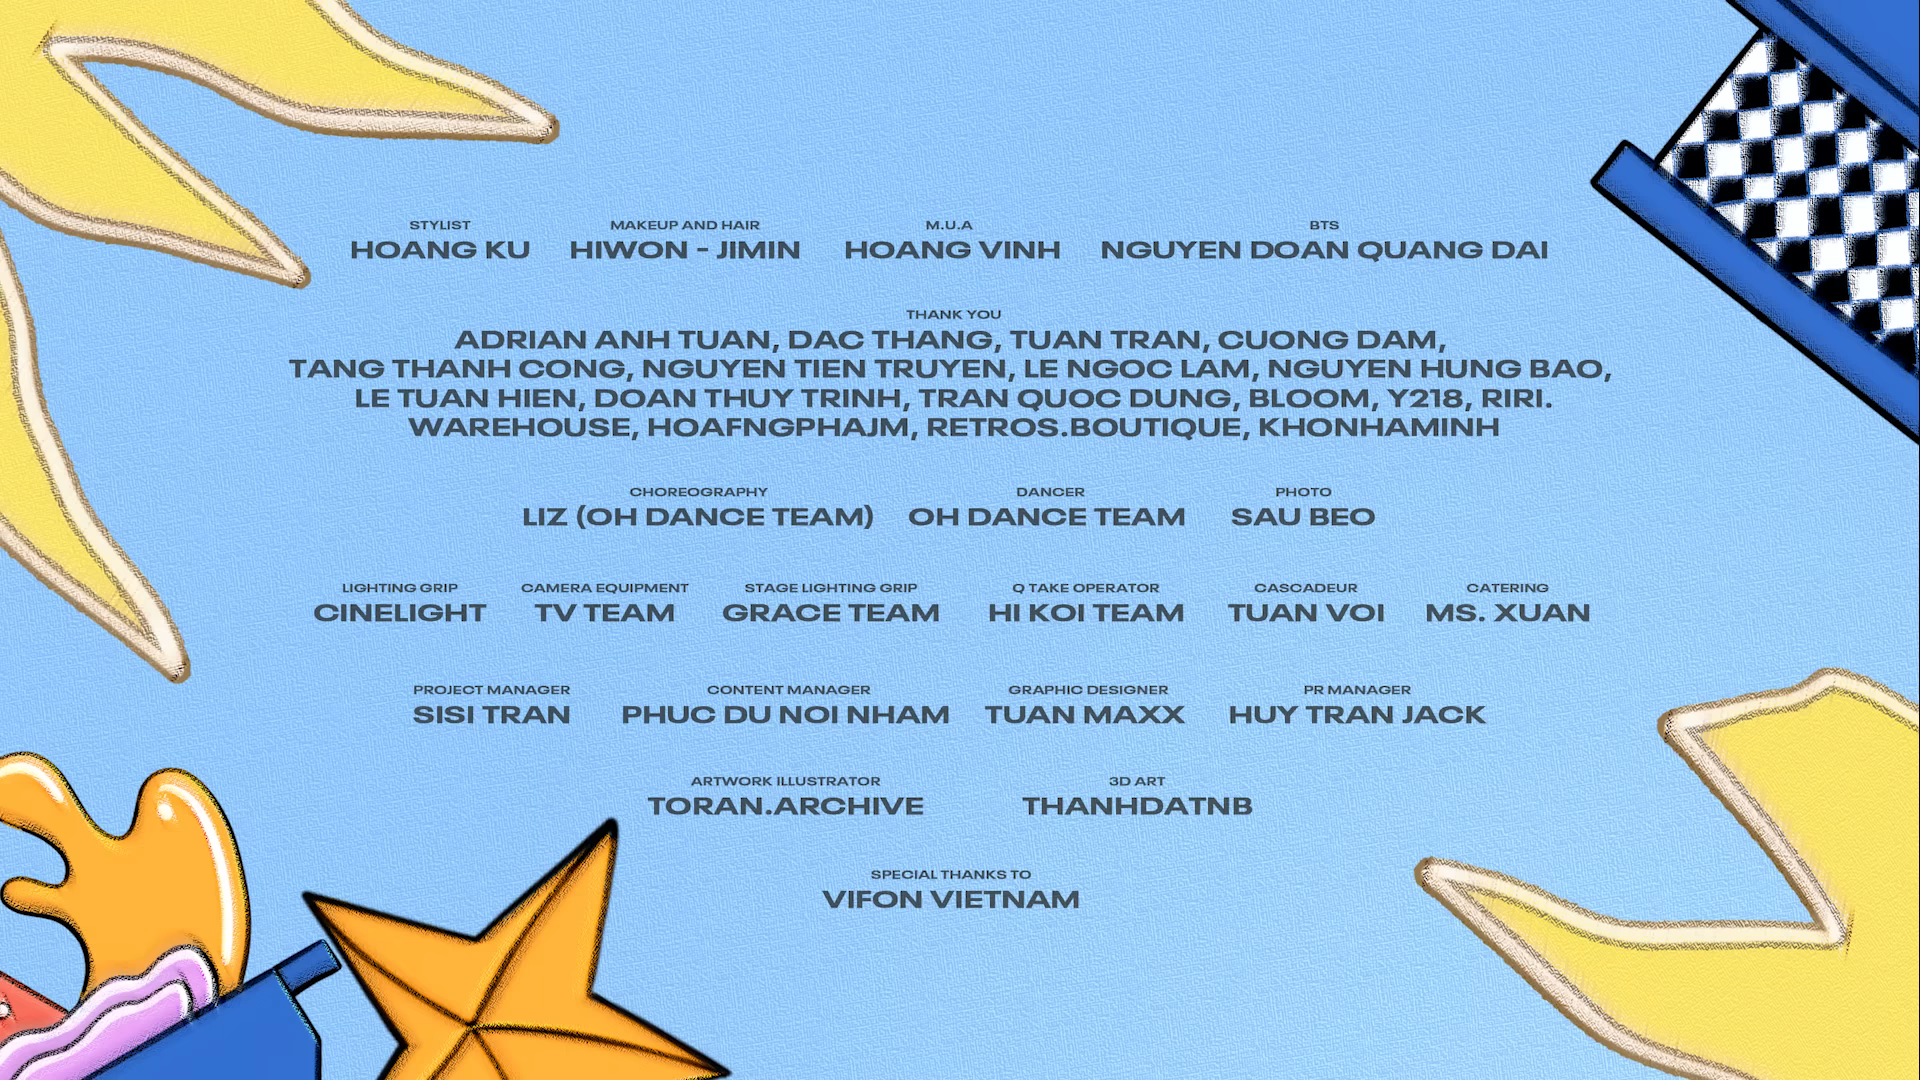 STYLIST MAKEUP AND HAIR M.U.A BTS
HOANG KU HIWON - JIMIN HOANG VINH NGUYEN DOAN QUANG DAI
THANK YOU
ADRIAN ANH TUAN, DAC THANG, TUAN TRAN, CUONG DAM,
TANG THANH CONG, NGUYEN TIEN TRUYEN, LE NGOC LAM, NGUYEN HUNG BAO,
LE TUAN HIEN, DOAN THUY TRINH, TRAN QUOC DUNG, BLOOM, Y218, RIRI.
WAREHOUSE, HOAFNGPHAJM, RETROS.BOUTIQUE, KHONHAMINH
CHOREOGRAPHY DANCER PHOTO
LIZ (OH DANCE TEAM) OH DANCE TEAM SAU BEO
LIGHTING GRIP CAMERA EQUIPMENT STAGE LIGHTING GRIP Q TAKE OPERATOR CASCADEUR CATERING
CINELIGHT TV TEAM GRACE TEAM HI KOI TEAM TUAN VOI MS. XUAN
PROJECT MANAGER CONTENT MANAGER GRAPHIC DESIGNER PR MANAGER
SISI TRAN PHUC DU NOI NHAM TUAN MAXX HUY TRAN JACK
ARTWORK ILLUSTRATOR 3D ART
TORAN.ARCHIVE THANHDATNB
SPECIAL THANKS TO
VIFON VIETNAM